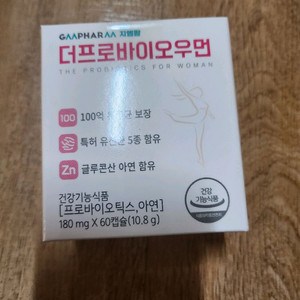 GAAPHARAA 지엠팜
더프로바이오우먼
THE PROBIOTICS FOR WOMAN
100 100억 보장
특허 유산균 5종 함유
Zn 글루콘산 아연 함유
건강기능식품
[프로바이오틱스,아연]
180 mg X 60캡슐(10.8 g)
건강
기능식품